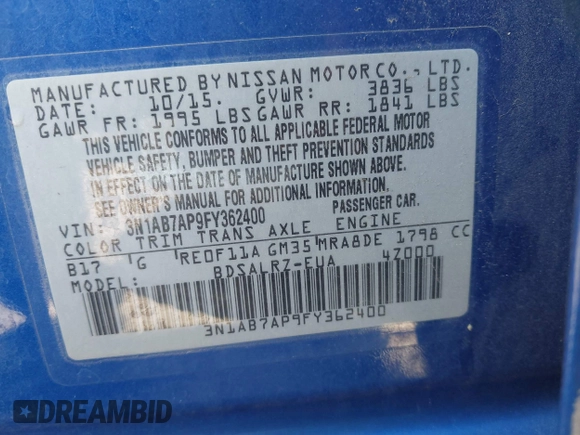 MANUFACTURED BY NISSAN MOTOR CO., LTD.
DATE: 10/15. GVWR: 3836 LBS
GAWR FR: 1995 LBS GAWR RR: 1841 LBS
THIS VEHICLE CONFORMS TO ALL APPLICABLE FEDERAL MOTOR
VEHICLE SAFETY, BUMPER AND THEFT PREVENTION STANDARDS
IN EFFECT ON THE DATE OF MANUFACTURE SHOWN ABOVE.
SEE OWNER'S MANUAL FOR ADDITIONAL INFORMATION.
VIN: 3N1AB7AP9FY362400 PASSENGER CAR.
COLOR TRIM TRANS AXLE ENGINE
B17 G RE0F11A GM35 MRA8DE 1798 CC
MODEL: BDSALRZ-EUA 4Z000
3N1AB7AP9FY362400
DREAMBID